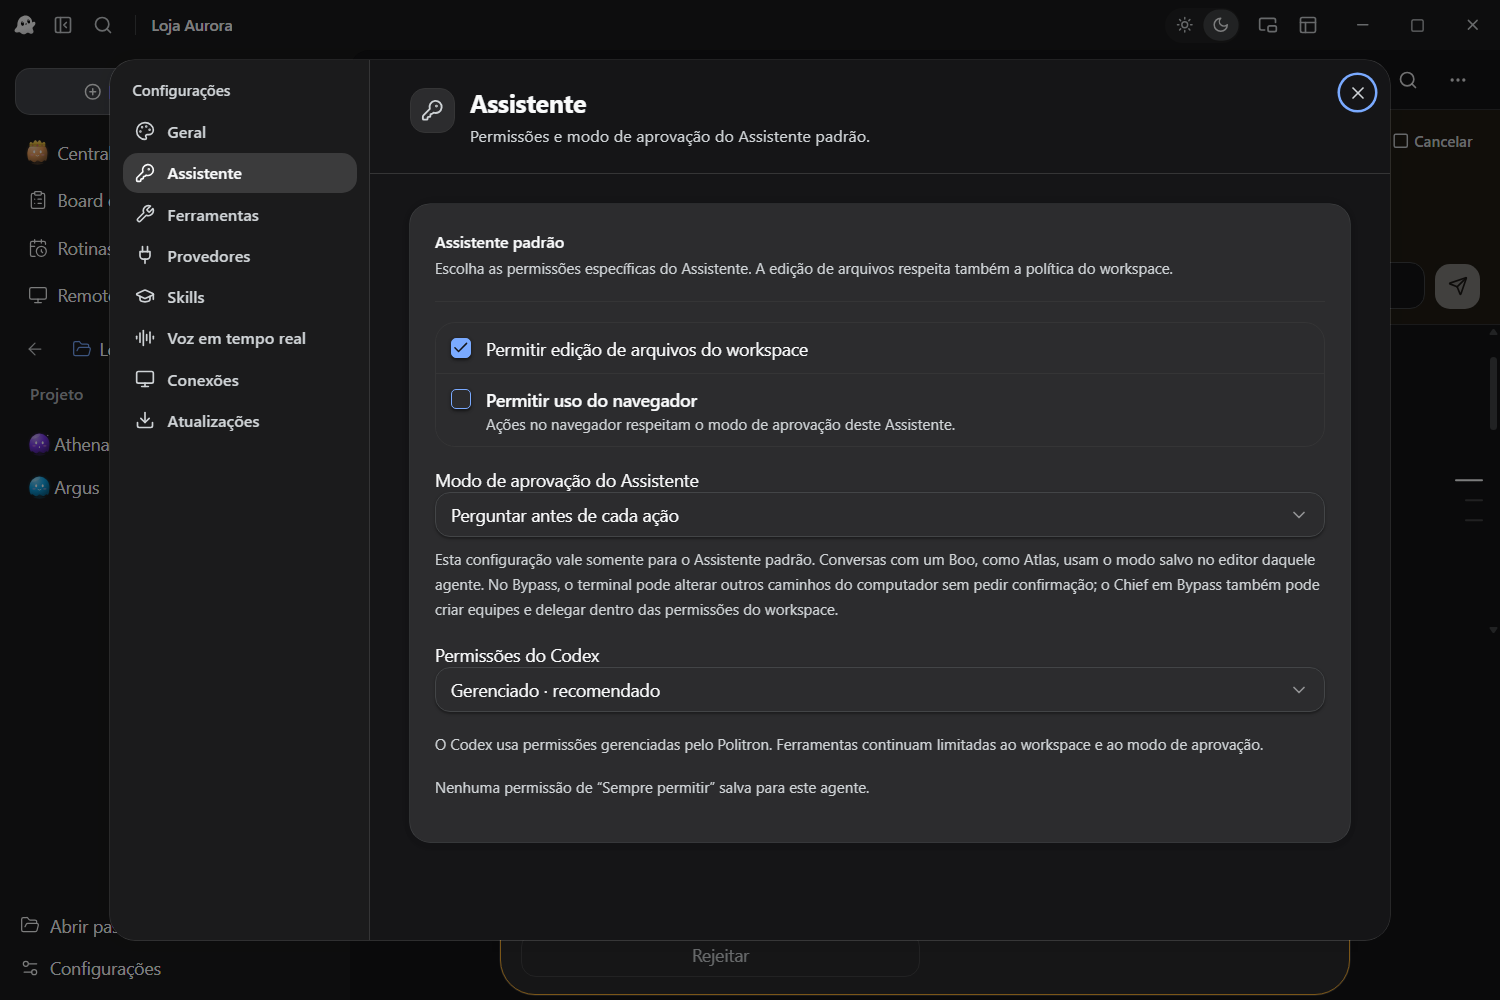 Loja Aurora
Configurações
Geral
Assistente
Ferramentas
Provedores
Skills
Voz em tempo real
Conexões
Atualizações
Board
Rotinas
Projeto
Athena
Argus
Abrir
Configurações
Assistente
Permissões e modo de aprovação do Assistente padrão.
Cancelar
Assistente padrão
Escolha as permissões específicas do Assistente. A edição de arquivos respeita também a política do workspace.
Permitir edição de arquivos do workspace
Permitir uso do navegador
Ações no navegador respeitam o modo de aprovação deste Assistente.
Modo de aprovação do Assistente
Perguntar antes de cada ação
Esta configuração vale somente para o Assistente padrão. Conversas com um Boo, como Atlas, usam o modo salvo no editor daquele
agente. No Bypass, o terminal pode alterar outros caminhos do computador sem pedir confirmação; o Chief em Bypass também pode
criar equipes e delegar dentro das permissões do workspace.
Permissões do Codex
Gerenciado · recomendado
O Codex usa permissões gerenciadas pelo Politron. Ferramentas continuam limitadas ao workspace e ao modo de aprovação.
Nenhuma permissão de “Sempre permitir” salva para este agente.
Rejeitar